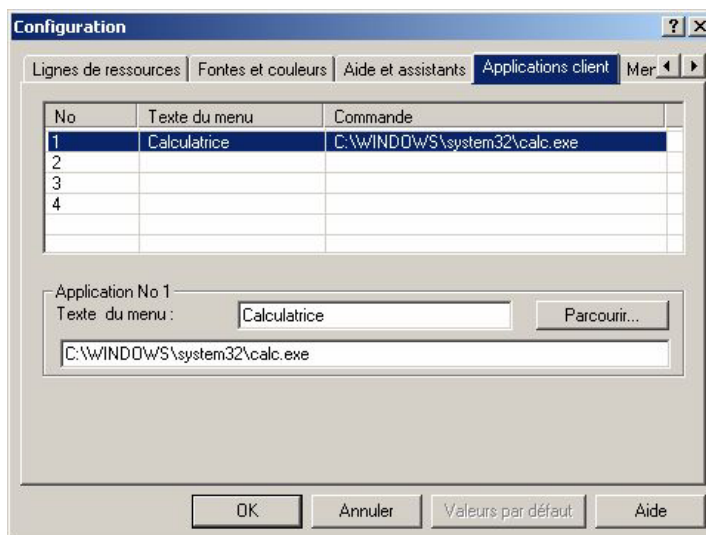 Configuration
Lignes de ressources Fontes et couleurs Aide et assistants Applications client Mer
No Texte du menu Commande
1 Calculatrice C:\WINDOWS\system32\calc.exe
2
3
4
Application No 1
Texte du menu : Calculatrice Parcourir...
C:\WINDOWS\system32\calc.exe
OK Annuler Valeurs par défaut Aide